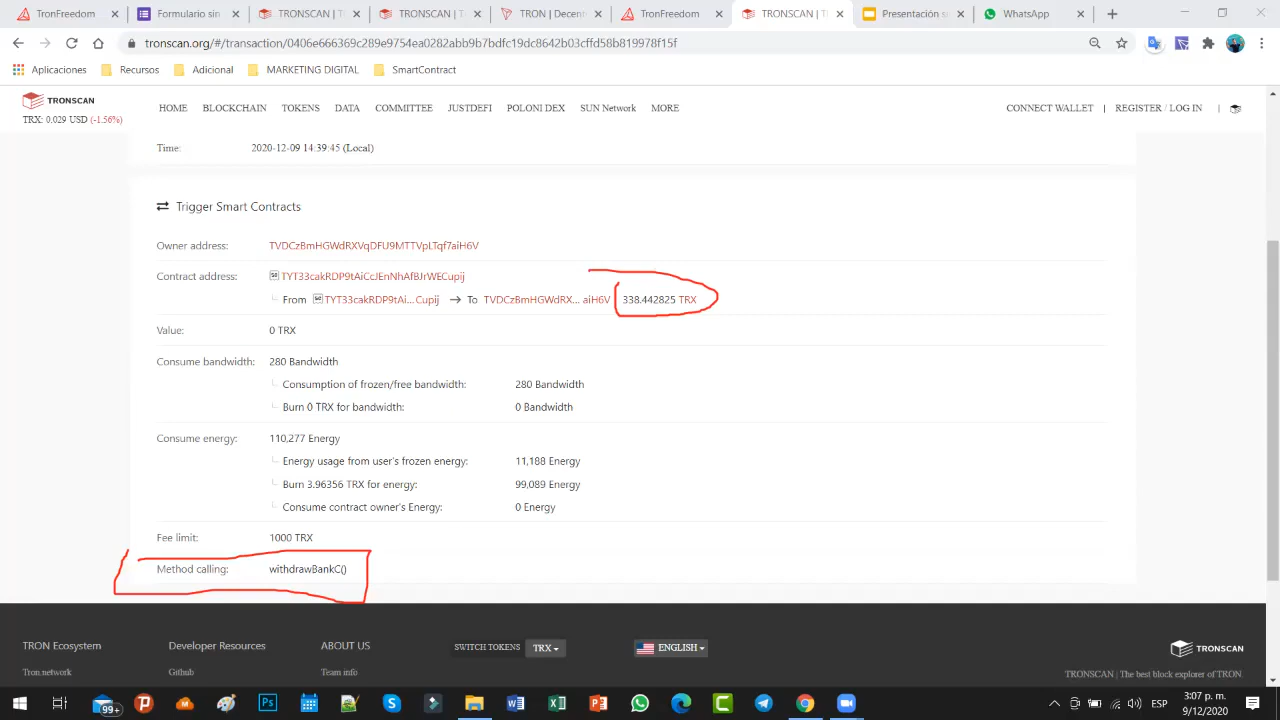 TronFreedom
Formulario sin
TRONSCAN | T
TRONSCAN | T
TRON | Decen
TronFreedom
TRONSCAN | T
Presentación si
WhatsApp
tronscan.org/#/transaction/0406e666369c289e9754ea0282abb9b7bdfc19dc8642b03cffd58b819978f15f
Aplicaciones Recursos Adicional MARKETING DIGITAL SmartContract
TRONSCAN
TRX: 0.029 USD (-1.56%)
HOME BLOCKCHAIN TOKENS DATA COMMITTEE JUSTDEFI POLONI DEX SUN Network MORE
CONNECT WALLET | REGISTER / LOG IN |
Time: 2020-12-09 14:39:45 (Local)
Trigger Smart Contracts
Owner address: TVDCzBmHGWdRXVqDFU9MTTVpLTqf7aiH6V
Contract address: TYT33cakRDP9tAiCcJEnNhAfBJrWECupij
From TYT33cakRDP9tAi...Cupij → To TVDCzBmHGWdRX... aiH6V 338.442825 TRX
Value: 0 TRX
Consume bandwidth: 280 Bandwidth
Consumption of frozen/free bandwidth: 280 Bandwidth
Burn 0 TRX for bandwidth: 0 Bandwidth
Consume energy: 110,277 Energy
Energy usage from user's frozen energy: 11,188 Energy
Burn 3.96356 TRX for energy: 99,089 Energy
Consume contract owner's Energy: 0 Energy
Fee limit: 1000 TRX
Method calling: withdrawBankC()
TRON Ecosystem Developer Resources ABOUT US SWITCH TOKENS TRX ENGLISH TRONSCAN
Tron.network Github Team info TRONSCAN | The best block explorer of TRON
99+
ESP
3:07 p. m.
9/12/2020